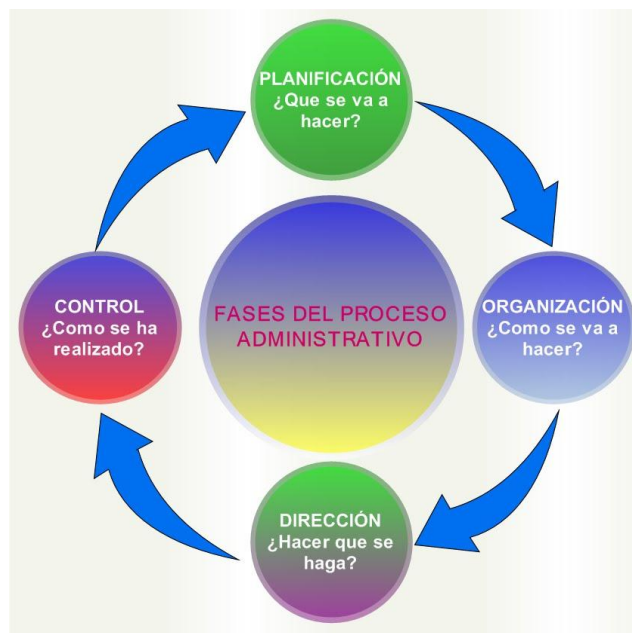 PLANIFICACIÓN
¿Que se va a
hacer?
FASES DEL PROCESO
ADMINISTRATIVO
ORGANIZACIÓN
¿Como se va a
hacer?
DIRECCIÓN
¿Hacer que se
haga?
CONTROL
¿Como se ha
realizado?